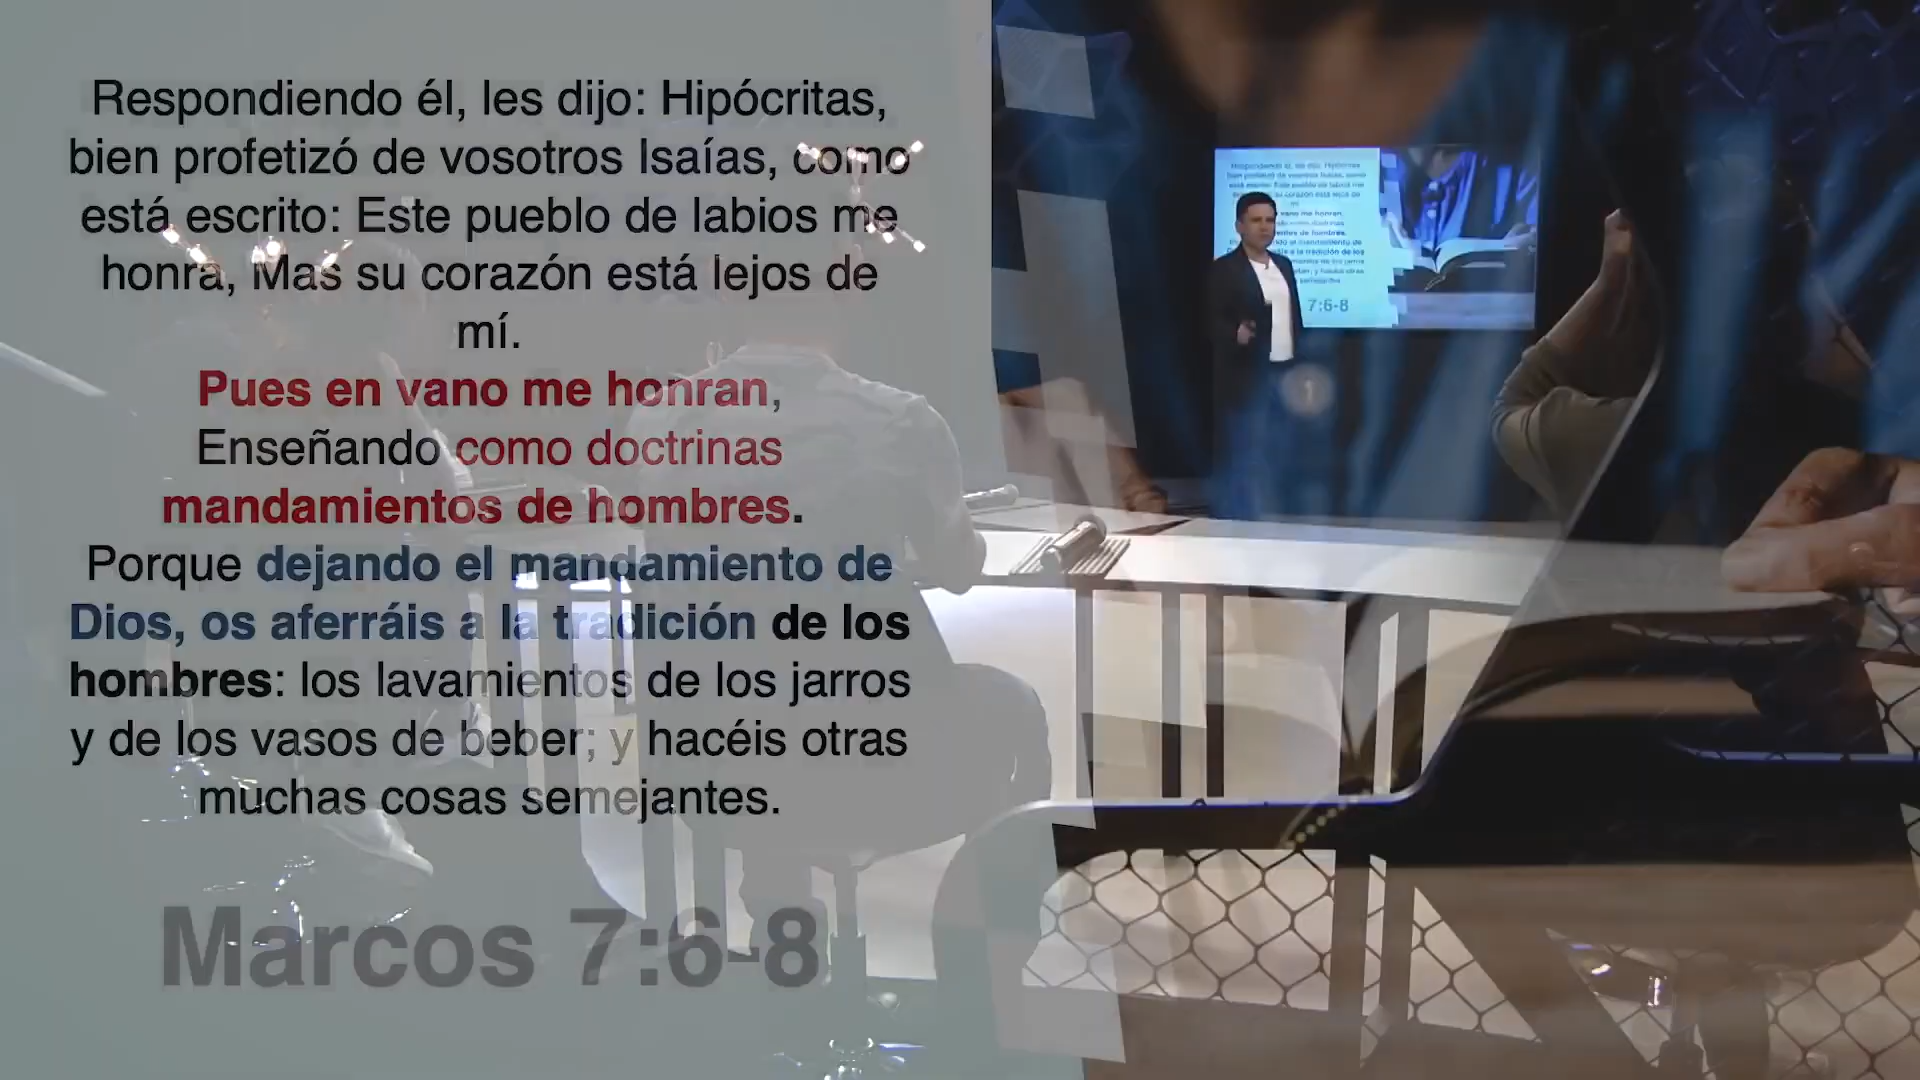 Respondiendo él, les dijo: Hipócritas,
bien profetizó de vosotros Isaías, como
está escrito: Este pueblo de labios me
honra, Mas su corazón está lejos de
mí.
Pues en vano me honran,
Enseñando como doctrinas
mandamientos de hombres.
Porque dejando el mandamiento de
Dios, os aferráis a la tradición de los
hombres: los lavamientos de los jarros
y de los vasos de beber; y hacéis otras
muchas cosas semejantes.
Marcos 7:6-8
7:6-8